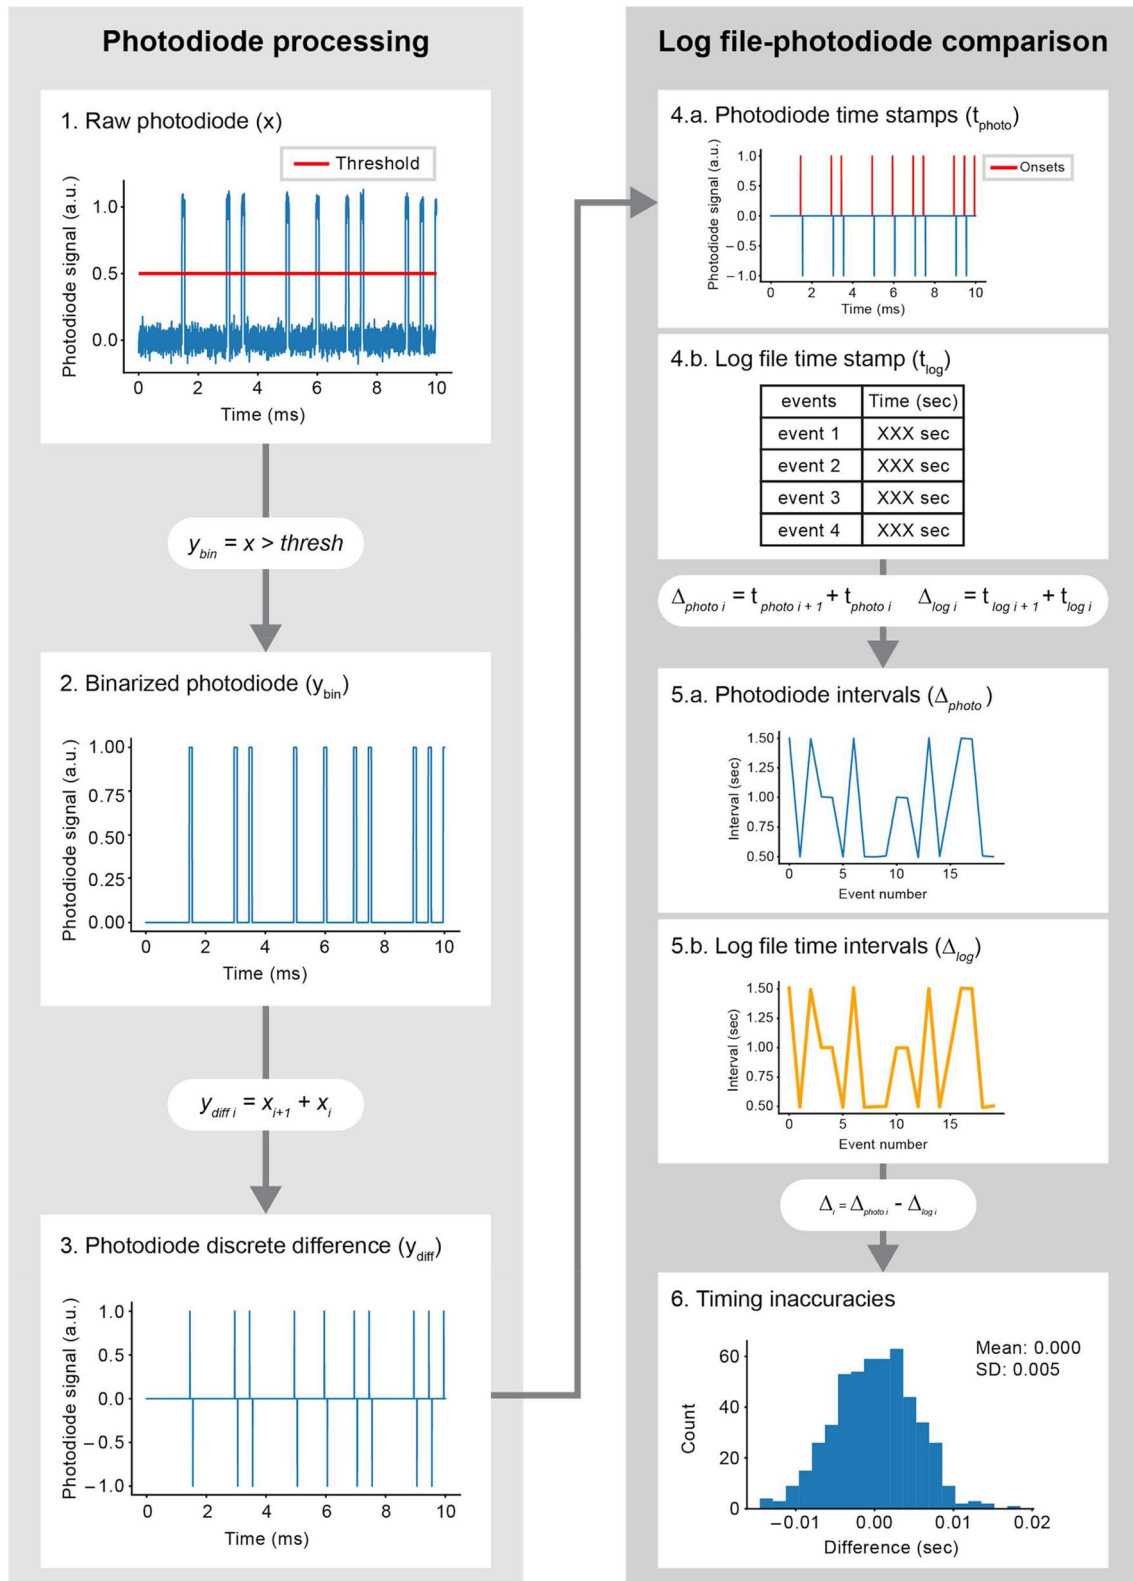 Photodiode processing
1. Raw photodiode (x)
Threshold
Photodiode signal (a.u.)
1.0
0.5
0.0
0 2 4 6 8 10
Time (ms)
y_bin = x > thresh
2. Binarized photodiode (y_bin)
Photodiode signal (a.u.)
1.00
0.75
0.50
0.25
0.00
0 2 4 6 8 10
Time (ms)
y_diff i = x_i+1 + x_i
3. Photodiode discrete difference (y_diff)
Photodiode signal (a.u.)
1.0
0.5
0.0
−0.5
−1.0
0 2 4 6 8 10
Time (ms)
Log file-photodiode comparison
4.a. Photodiode time stamps (t_photo)
Onsets
Photodiode signal (a.u.)
1.0
0.5
0.0
−0.5
−1.0
0 2 4 6 8 10
Time (ms)
4.b. Log file time stamp (t_log)
events Time (sec)
event 1 XXX sec
event 2 XXX sec
event 3 XXX sec
event 4 XXX sec
Δ_photo i = t_photo i + 1 + t_photo i Δ_log i = t_log i + 1 + t_log i
5.a. Photodiode intervals (Δ_photo)
Interval (sec)
1.50
1.25
1.00
0.75
0.50
0 5 10 15
Event number
5.b. Log file time intervals (Δ_log)
Interval (sec)
1.50
1.25
1.00
0.75
0.50
0 5 10 15
Event number
Δ_i = Δ_photo i - Δ_log i
6. Timing inaccuracies
Mean: 0.000
SD: 0.005
Count
60
40
20
0
−0.01 0.00 0.01 0.02
Difference (sec)